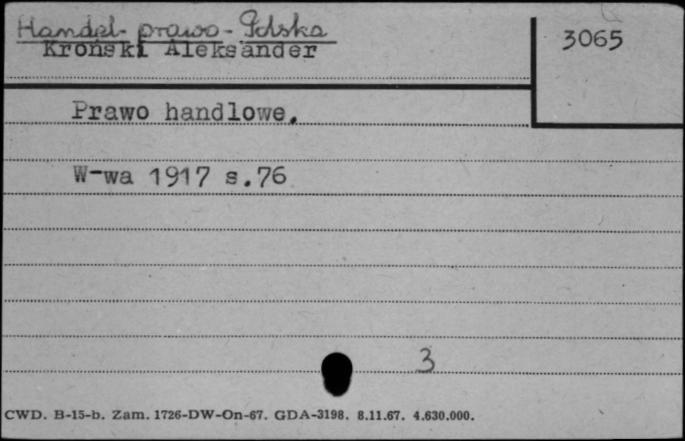 Handel - prawo - Polska
Kroński Aleksander
3065
Prawo handlowe.
W-wa 1917 s.76
3
CWD. B-15-b. Zam. 1726-DW-On-67. GDA-3198. 8.11.67. 4.630.000.